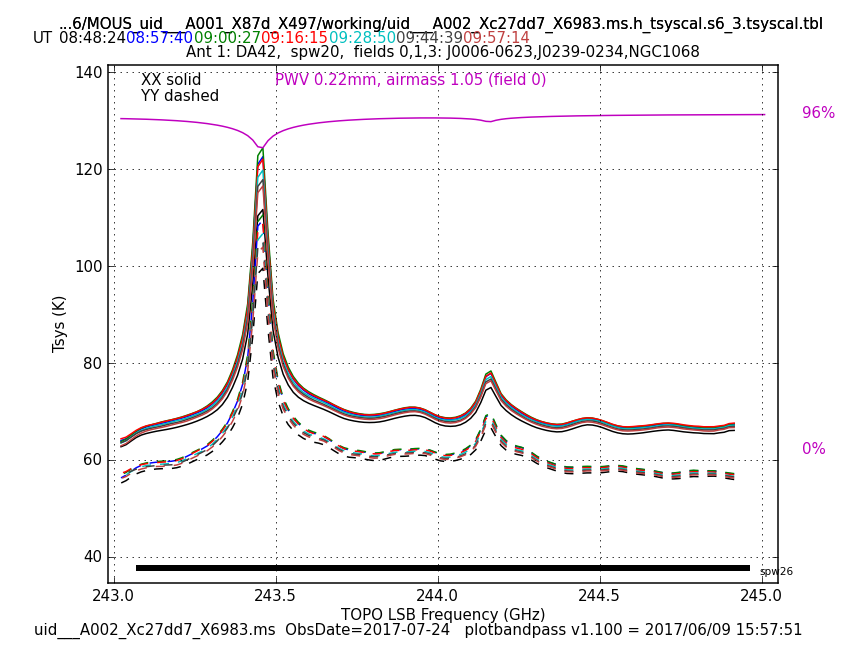 ...6/MOUS_uid___A001_X87d_X497/working/uid___A002_Xc27dd7_X6983.ms.h_tsyscal.s6_3.tsyscal.tbl
UT 08:48:24 08:57:40 09:00:27 09:16:15 09:28:50 09:44:39 09:57:14
Ant 1: DA42, spw20, fields 0,1,3: J0006-0623,J0239-0234,NGC1068
140
XX solid
PWV 0.22mm, airmass 1.05 (field 0)
YY dashed
96%
120
100
Tsys (K)
80
60
0%
40
spw26
243.0 243.5 244.0 244.5 245.0
TOPO LSB Frequency (GHz)
uid___A002_Xc27dd7_X6983.ms ObsDate=2017-07-24 plotbandpass v1.100 = 2017/06/09 15:57:51